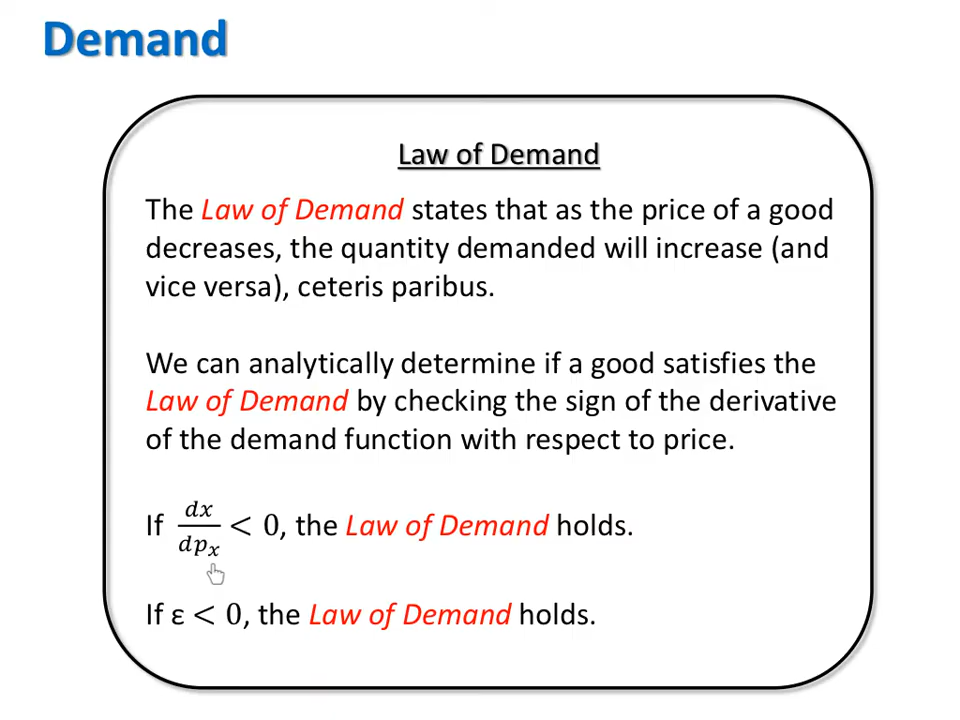 Demand
Law of Demand
The Law of Demand states that as the price of a good
decreases, the quantity demanded will increase (and
vice versa), ceteris paribus.
We can analytically determine if a good satisfies the
Law of Demand by checking the sign of the derivative
of the demand function with respect to price.
If dx/dpₓ < 0, the Law of Demand holds.
If ε < 0, the Law of Demand holds.